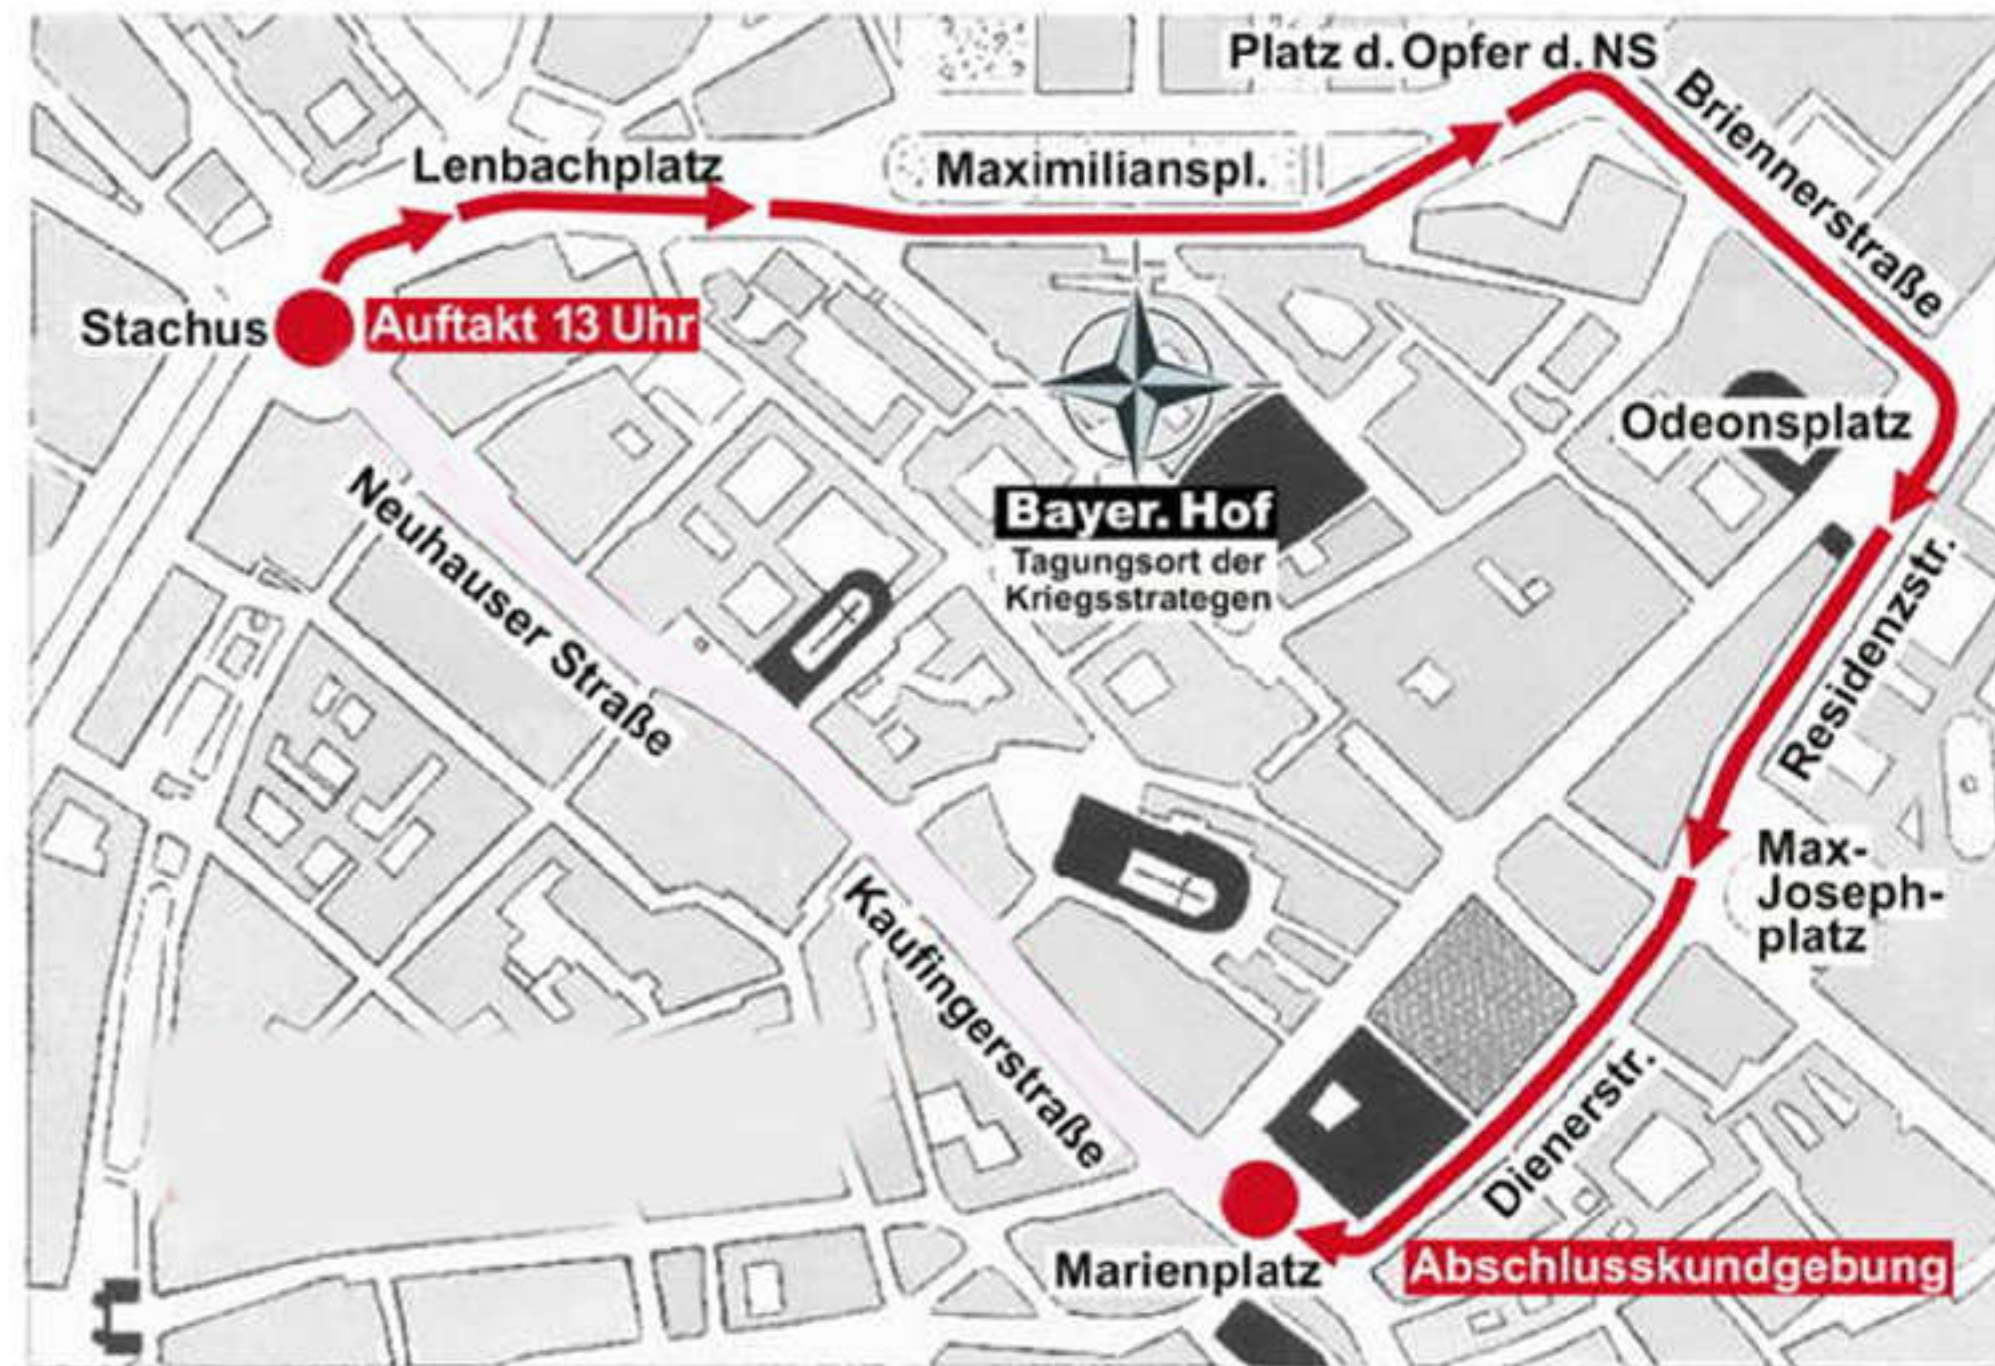 Platz d. Opfer d. NS
Briennerstraße
Lenbachplatz
Maximilianspl.
Stachus
Auftakt 13 Uhr
Odeonsplatz
Neuhauser Straße
Bayer. Hof
Tagungsort der
Kriegsstrategen
Residenzstr.
Max-
Joseph-
platz
Kaufingerstraße
Dienerstr.
Marienplatz
Abschlusskundgebung